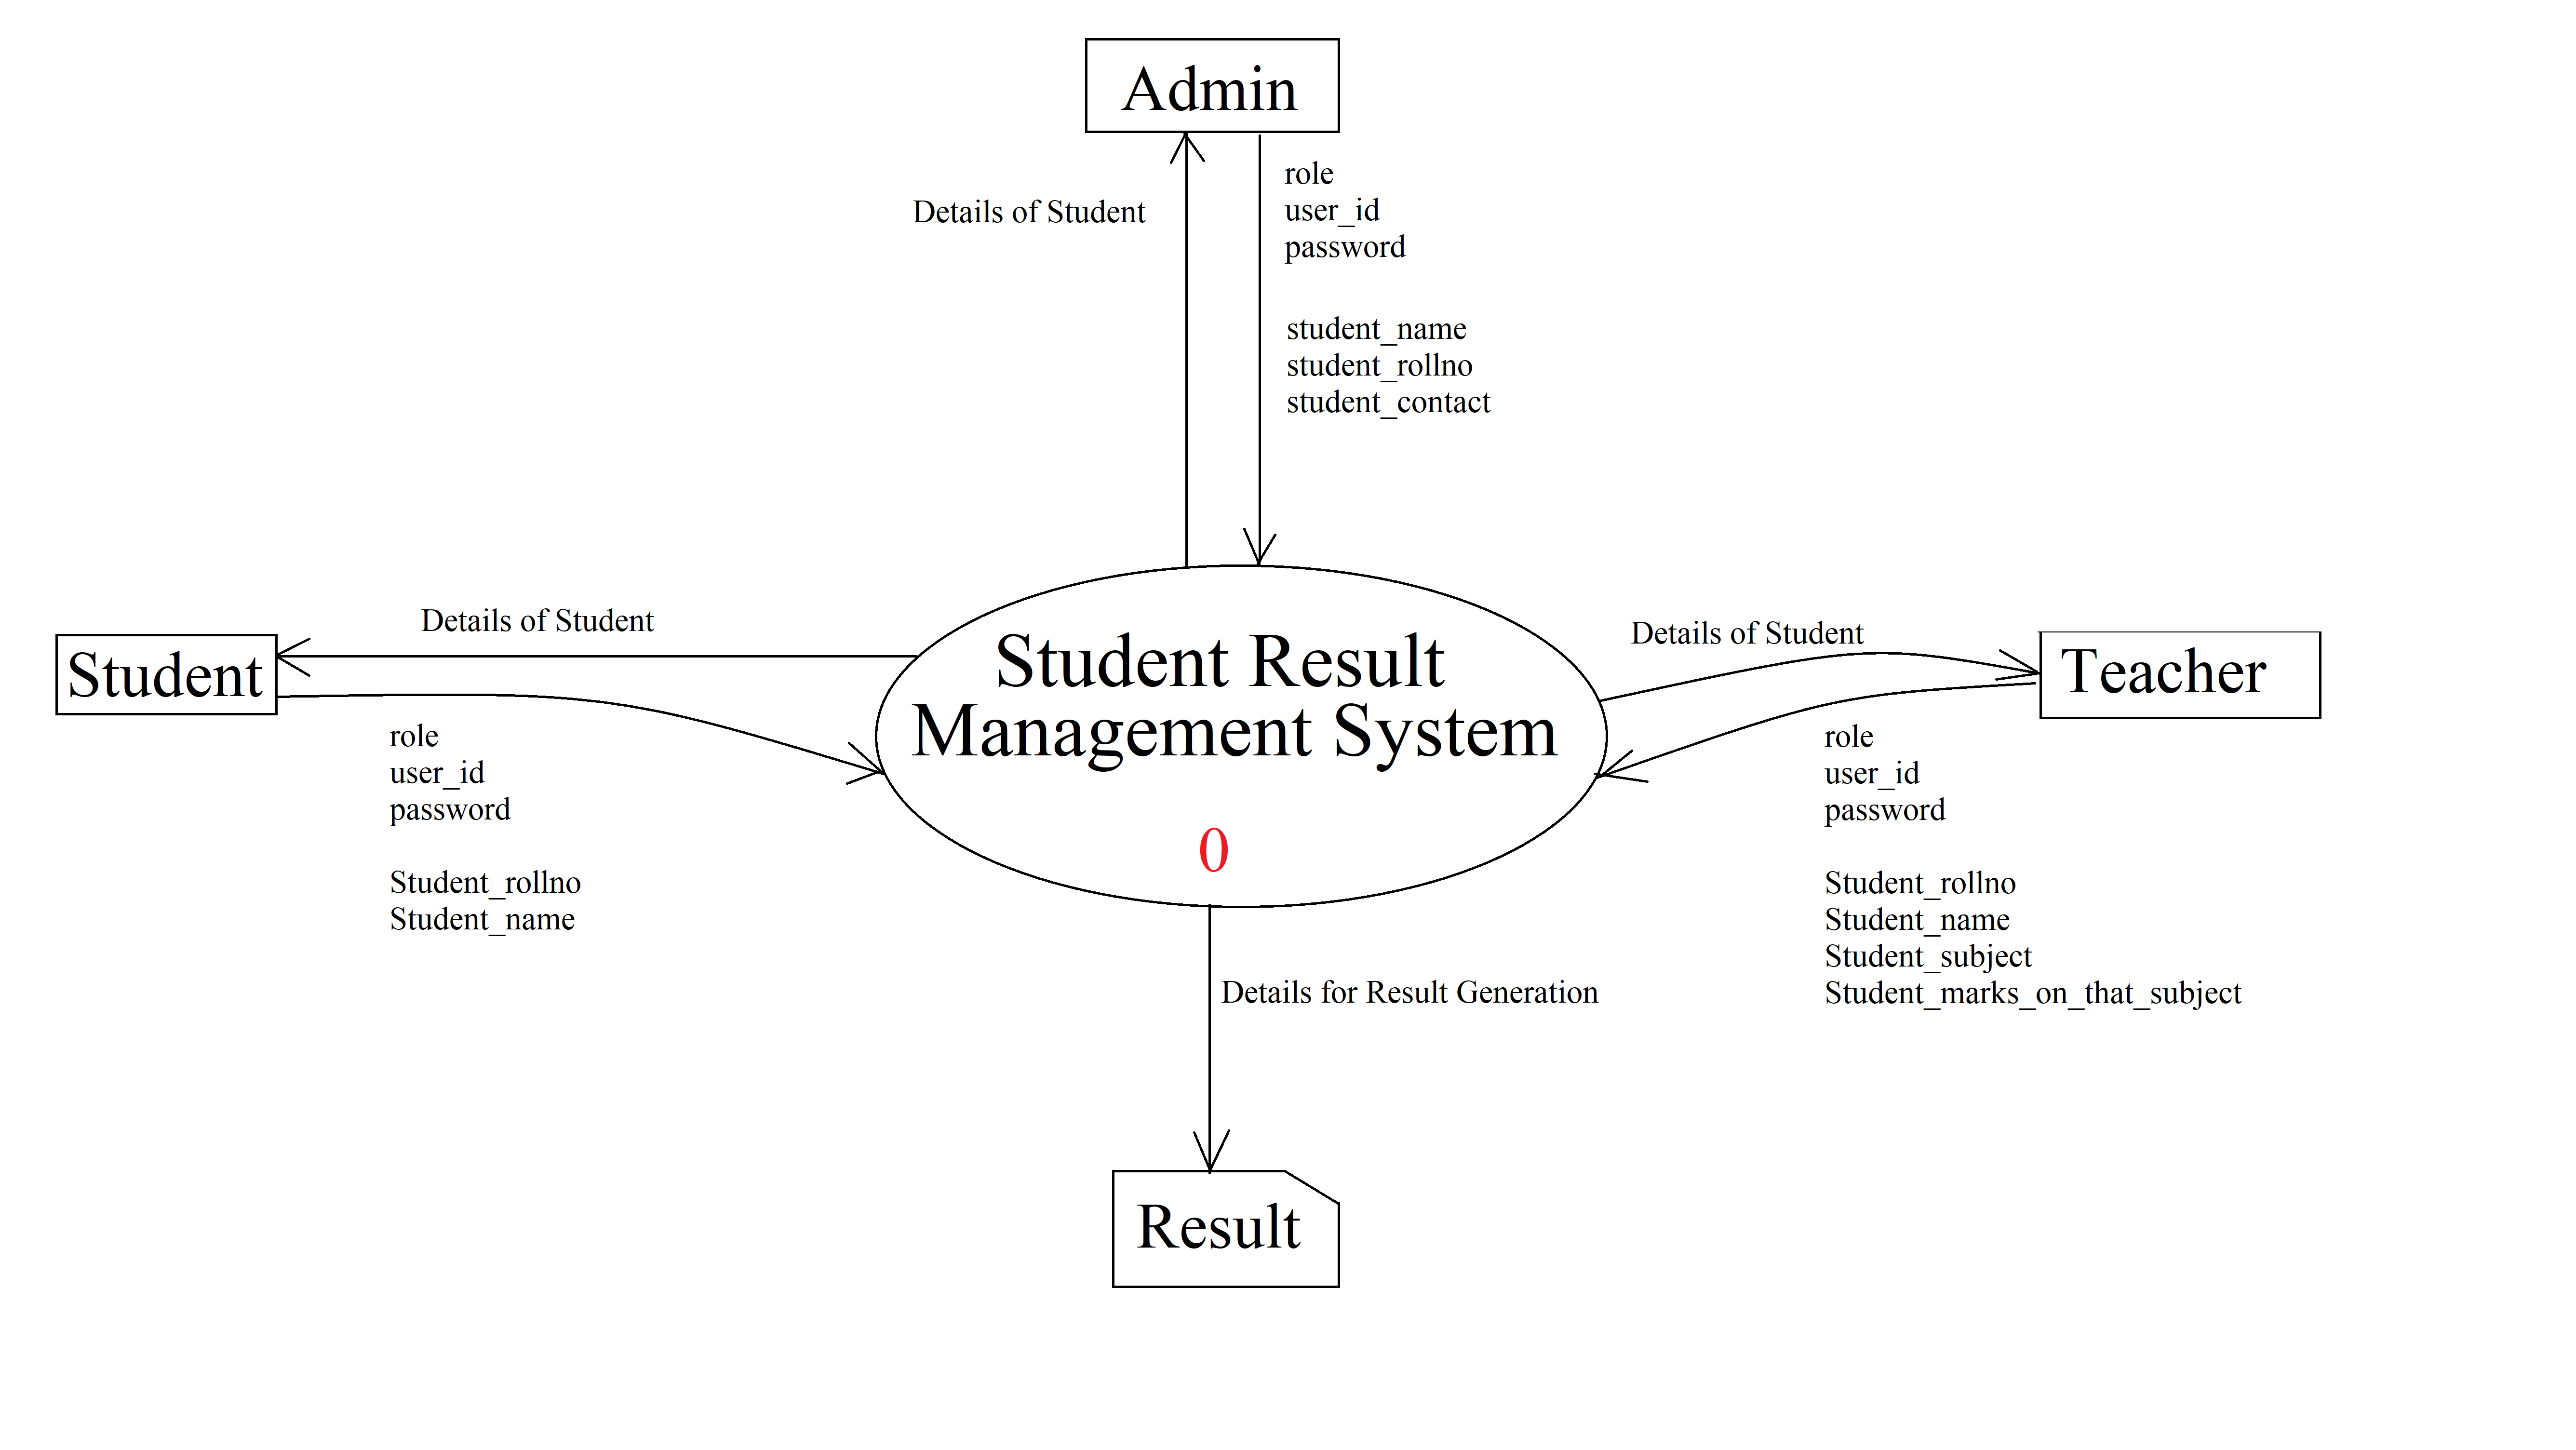 Admin
role
user_id
password
Details of Student
student_name
student_rollno
student_contact
Details of Student
Student
role
user_id
password
Student_rollno
Student_name
Student Result
Management System
0
Details of Student
Teacher
role
user_id
password
Student_rollno
Student_name
Student_subject
Student_marks_on_that_subject
Details for Result Generation
Result